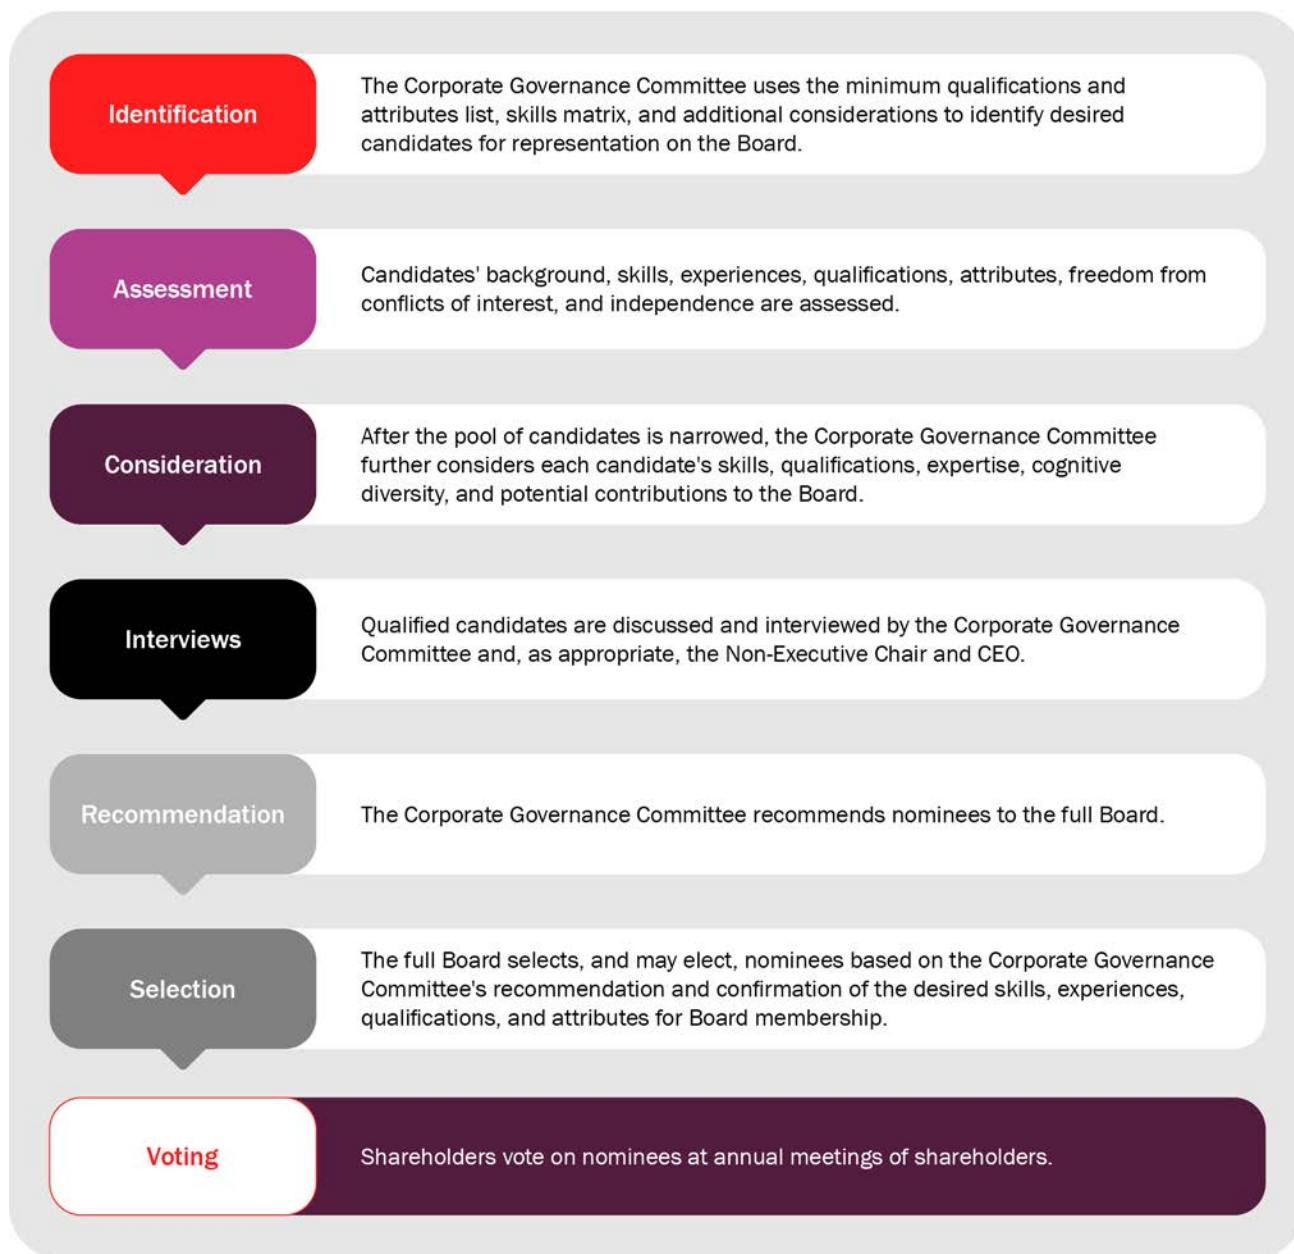 Identification
The Corporate Governance Committee uses the minimum qualifications and
attributes list, skills matrix, and additional considerations to identify desired
candidates for representation on the Board.
Assessment
Candidates' background, skills, experiences, qualifications, attributes, freedom from
conflicts of interest, and independence are assessed.
Consideration
After the pool of candidates is narrowed, the Corporate Governance Committee
further considers each candidate's skills, qualifications, expertise, cognitive
diversity, and potential contributions to the Board.
Interviews
Qualified candidates are discussed and interviewed by the Corporate Governance
Committee and, as appropriate, the Non-Executive Chair and CEO.
Recommendation
The Corporate Governance Committee recommends nominees to the full Board.
Selection
The full Board selects, and may elect, nominees based on the Corporate Governance
Committee's recommendation and confirmation of the desired skills, experiences,
qualifications, and attributes for Board membership.
Voting
Shareholders vote on nominees at annual meetings of shareholders.